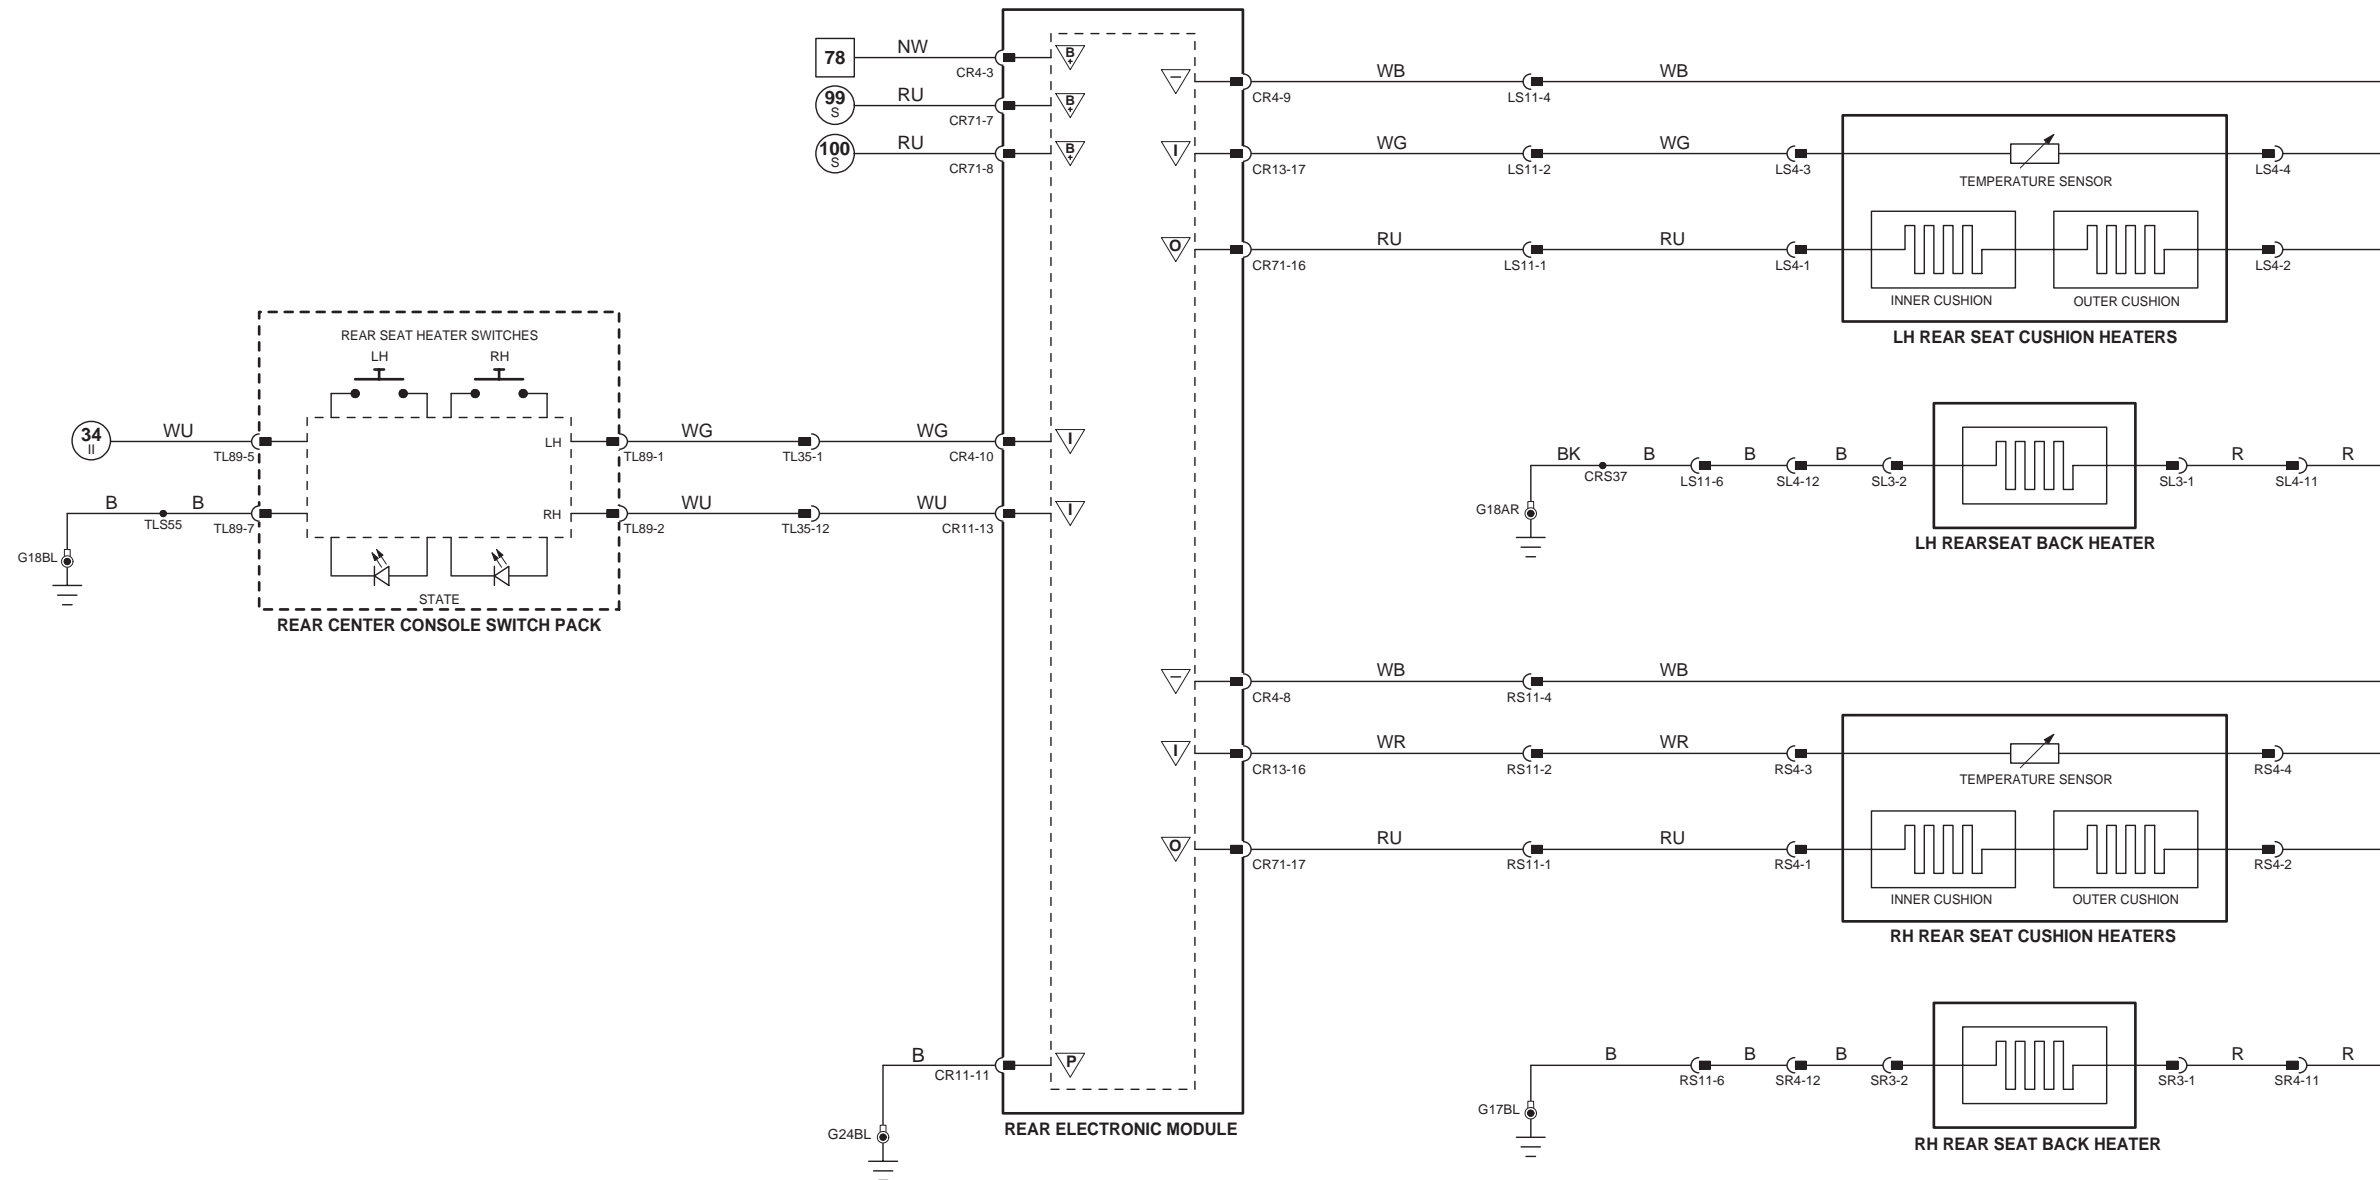 78
NW
CR4-3
B
+
99
S
RU
CR71-7
B
+
100
S
RU
CR71-8
B
+
–
CR4-9
WB
LS11-4
WB
I
CR13-17
WG
LS11-2
WG
LS4-3
TEMPERATURE SENSOR
LS4-4
O
CR71-16
RU
LS11-1
RU
LS4-1
INNER CUSHION
OUTER CUSHION
LS4-2
LH REAR SEAT CUSHION HEATERS
REAR SEAT HEATER SWITCHES
LH
RH
34
II
WU
TL89-5
LH
TL89-1
WG
TL35-1
WG
CR4-10
I
B
TLS55
B
TL89-7
RH
TL89-2
WU
TL35-12
WU
CR11-13
I
G18BL
STATE
REAR CENTER CONSOLE SWITCH PACK
BK
CRS37
B
LS11-6
B
SL4-12
B
SL3-2
SL3-1
R
SL4-11
R
G18AR
LH REARSEAT BACK HEATER
–
CR4-8
WB
RS11-4
WB
I
CR13-16
WR
RS11-2
WR
RS4-3
TEMPERATURE SENSOR
RS4-4
O
CR71-17
RU
RS11-1
RU
RS4-1
INNER CUSHION
OUTER CUSHION
RS4-2
RH REAR SEAT CUSHION HEATERS
B
CR11-11
P
G24BL
REAR ELECTRONIC MODULE
B
RS11-6
B
SR4-12
B
SR3-2
SR3-1
R
SR4-11
R
G17BL
RH REAR SEAT BACK HEATER